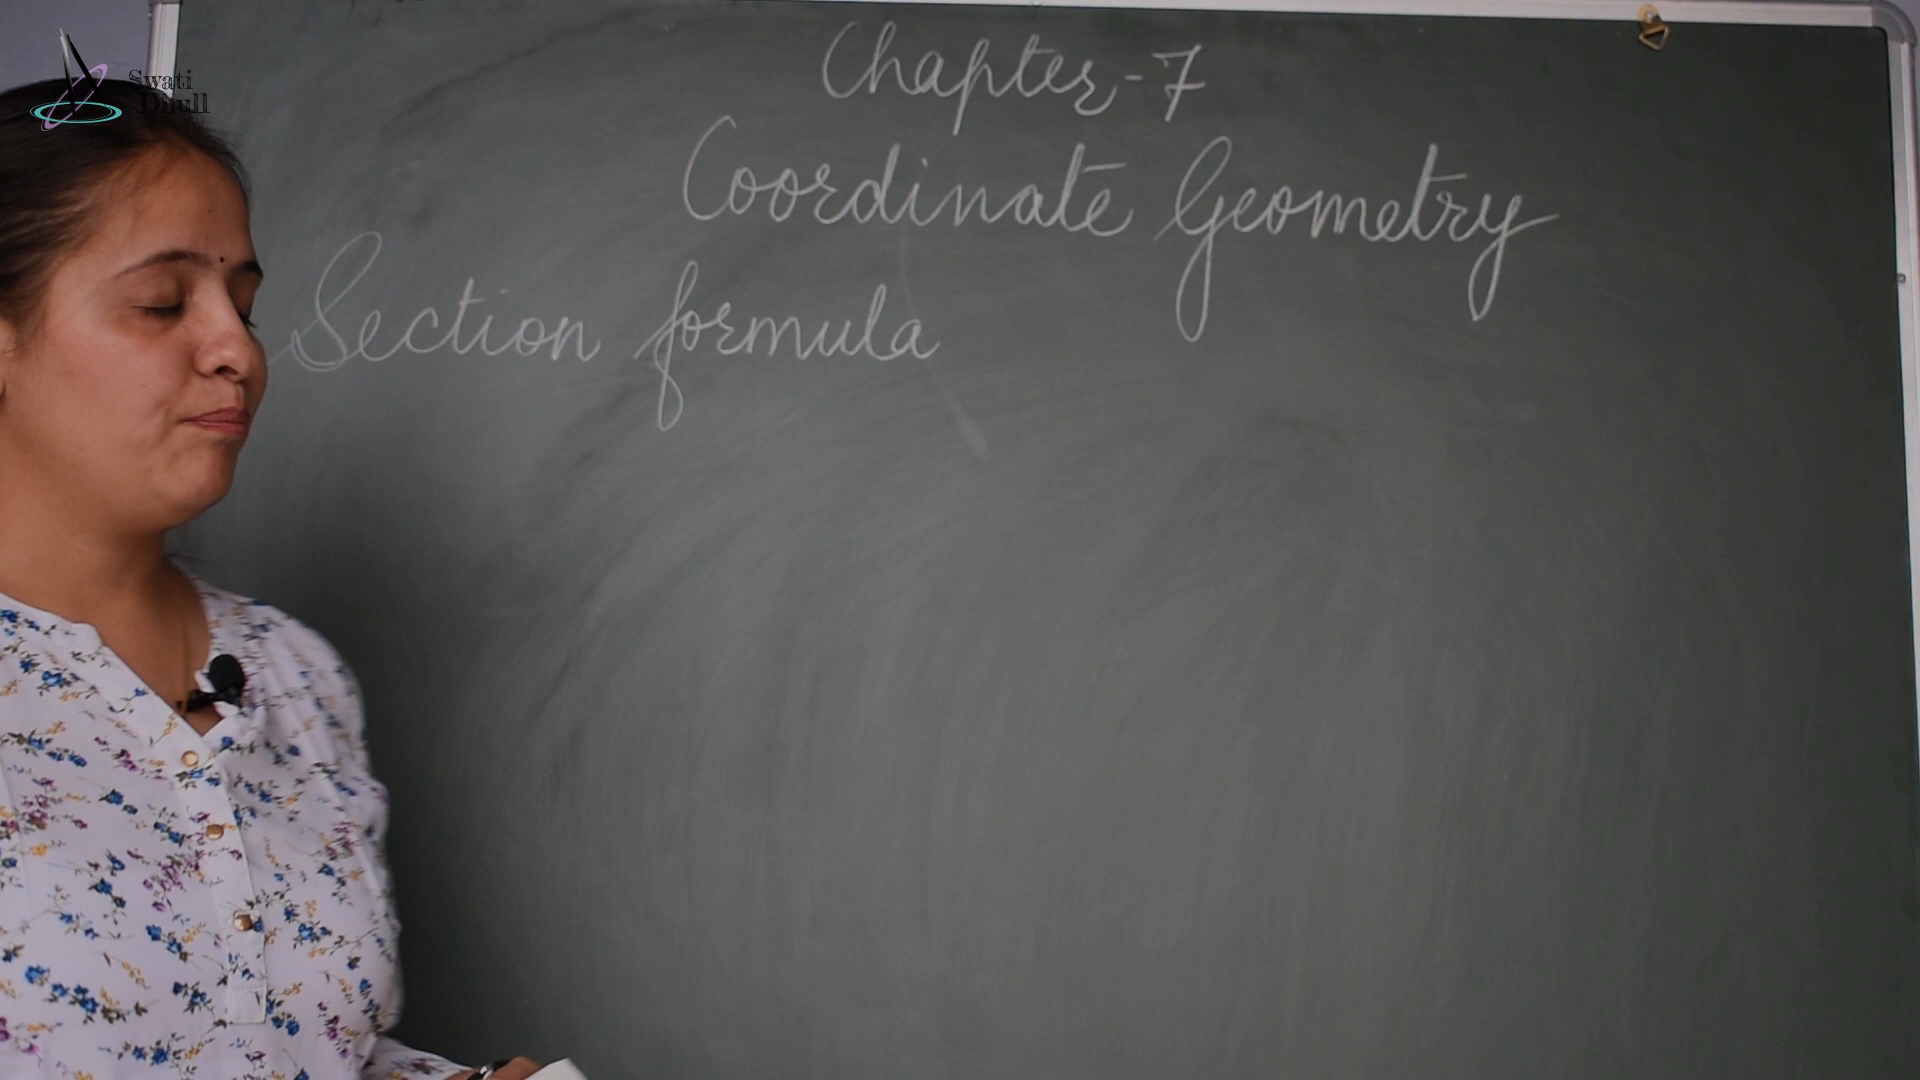 Swati
Dhull
Chapter-7
Coordinate Geometry
Section formula